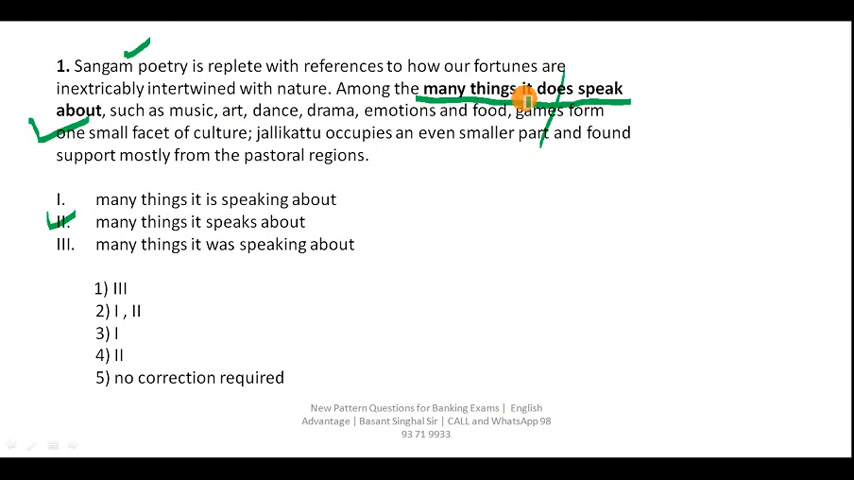 1. Sangam poetry is replete with references to how our fortunes are
inextricably intertwined with nature. Among the many things it does speak
about, such as music, art, dance, drama, emotions and food, games form
one small facet of culture; jallikattu occupies an even smaller part and found
support mostly from the pastoral regions.
I. many things it is speaking about
II. many things it speaks about
III. many things it was speaking about
1) III
2) I , II
3) I
4) II
5) no correction required
New Pattern Questions for Banking Exams | English
Advantage | Basant Singhal Sir | CALL and WhatsApp 98
93 71 9933